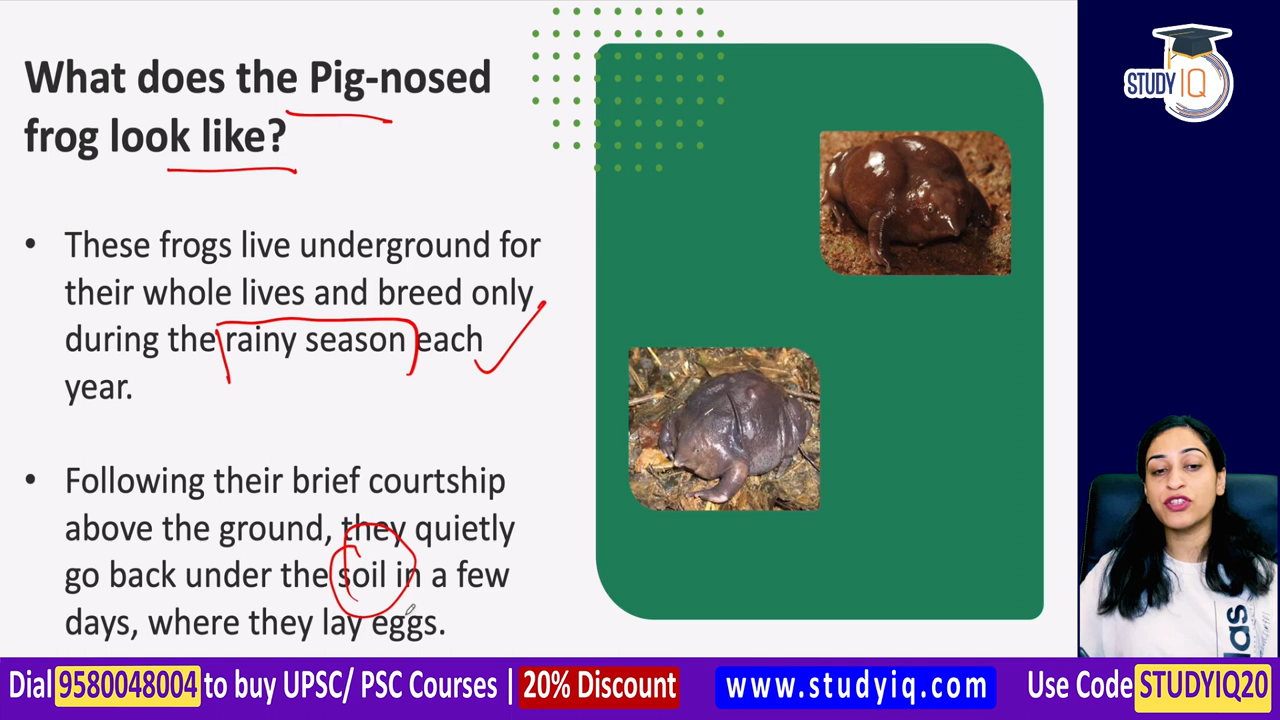 What does the Pig-nosed
frog look like?
• These frogs live underground for
their whole lives and breed only
during the rainy season each
year.
• Following their brief courtship
above the ground, they quietly
go back under the soil in a few
days, where they lay eggs.
STUDY IQ
las
Dial 9580048004 to buy UPSC/ PSC Courses | 20% Discount www.studyiq.com Use Code STUDYIQ20